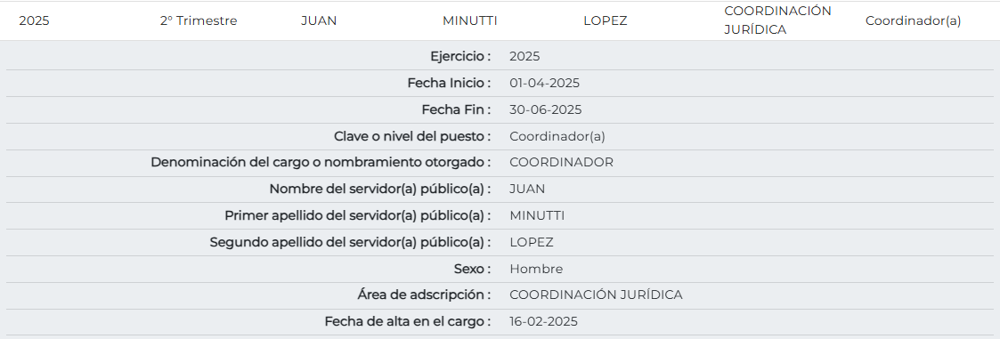 2025 2° Trimestre JUAN MINUTTI LOPEZ COORDINACIÓN JURÍDICA Coordinador(a)
Ejercicio : 2025
Fecha Inicio : 01-04-2025
Fecha Fin : 30-06-2025
Clave o nivel del puesto : Coordinador(a)
Denominación del cargo o nombramiento otorgado : COORDINADOR
Nombre del servidor(a) público(a) : JUAN
Primer apellido del servidor(a) público(a) : MINUTTI
Segundo apellido del servidor(a) público(a) : LOPEZ
Sexo : Hombre
Área de adscripción : COORDINACIÓN JURÍDICA
Fecha de alta en el cargo : 16-02-2025